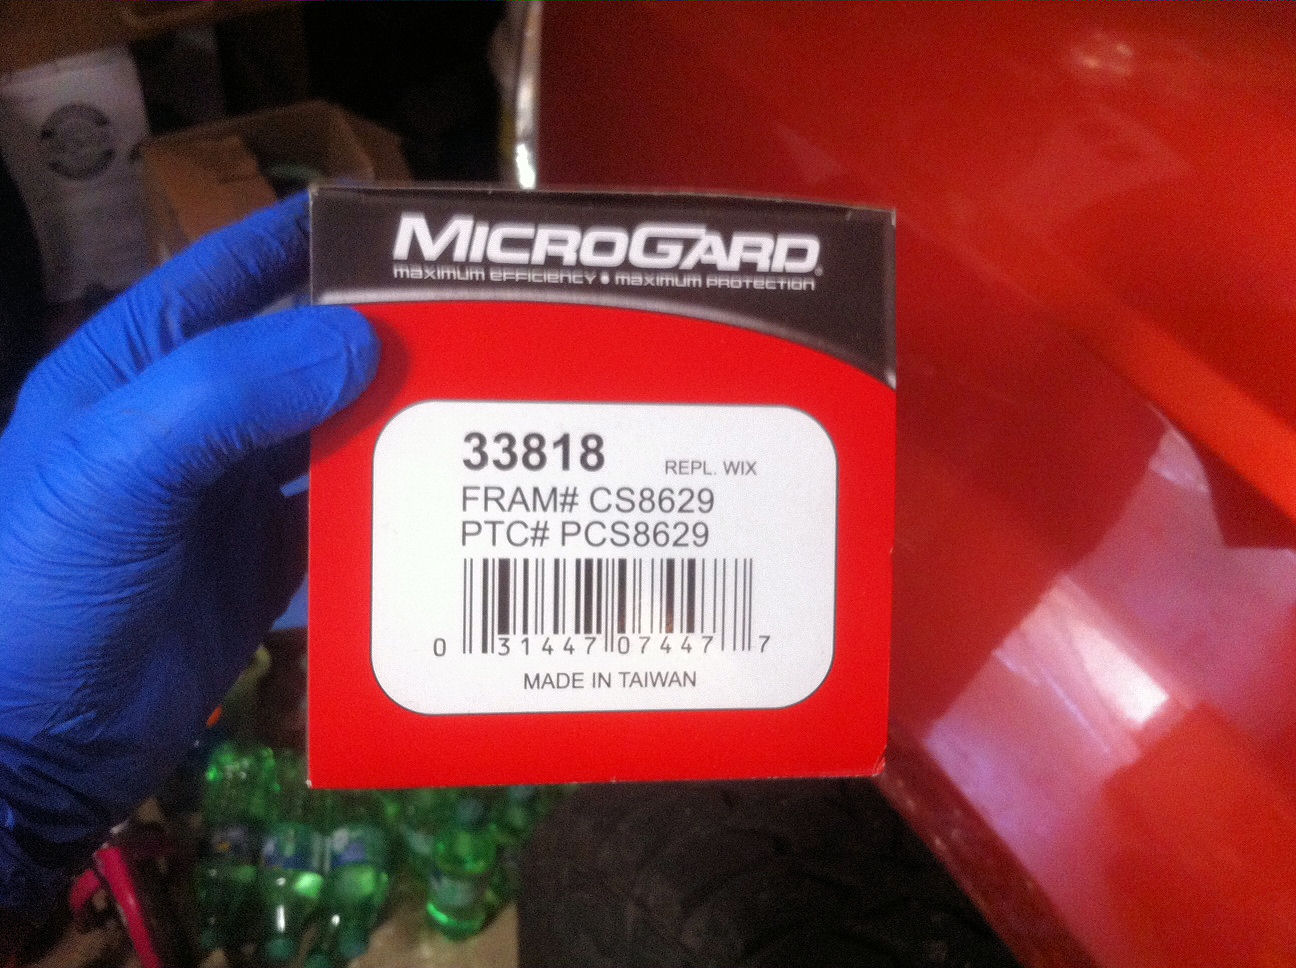 MICROGARD®
MAXIMUM EFFICIENCY • MAXIMUM PROTECTION
33818 REPL. WIX
FRAM# CS8629
PTC# PCS8629
0 31447 07447 7
MADE IN TAIWAN